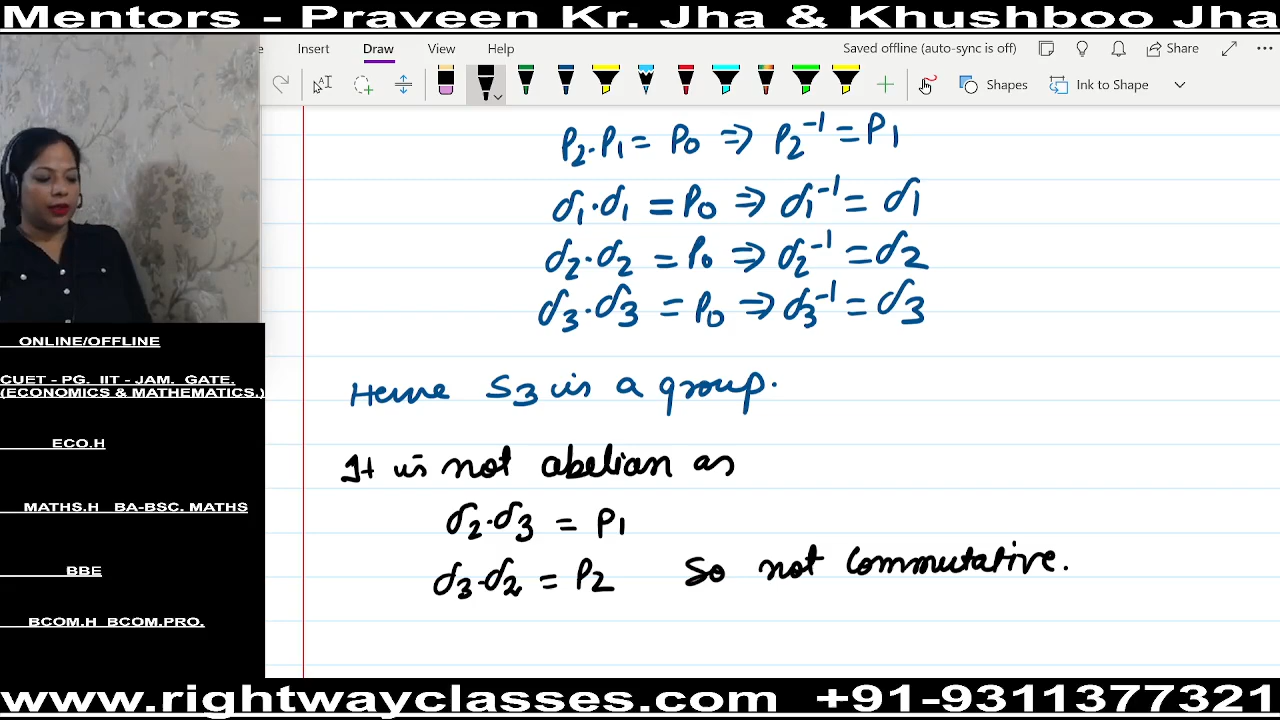 Mentors - Praveen Kr. Jha & Khushboo Jha
Insert Draw View Help Saved offline (auto-sync is off) Share
Shapes Ink to Shape
P2·P1 = P0 ⇒ P2⁻¹ = P1
σ1·σ1 = P0 ⇒ σ1⁻¹ = σ1
σ2·σ2 = P0 ⇒ σ2⁻¹ = σ2
σ3·σ3 = P0 ⇒ σ3⁻¹ = σ3
Hence S3 is a group.
It is not abelian as
σ2·σ3 = P1
σ3·σ2 = P2 So not Commutative.
ONLINE/OFFLINE
CUET - PG. IIT - JAM. GATE.
(ECONOMICS & MATHEMATICS.)
ECO.H
MATHS.H BA-BSC. MATHS
BBE
BCOM.H BCOM.PRO.
www.rightwayclasses.com +91-9311377321